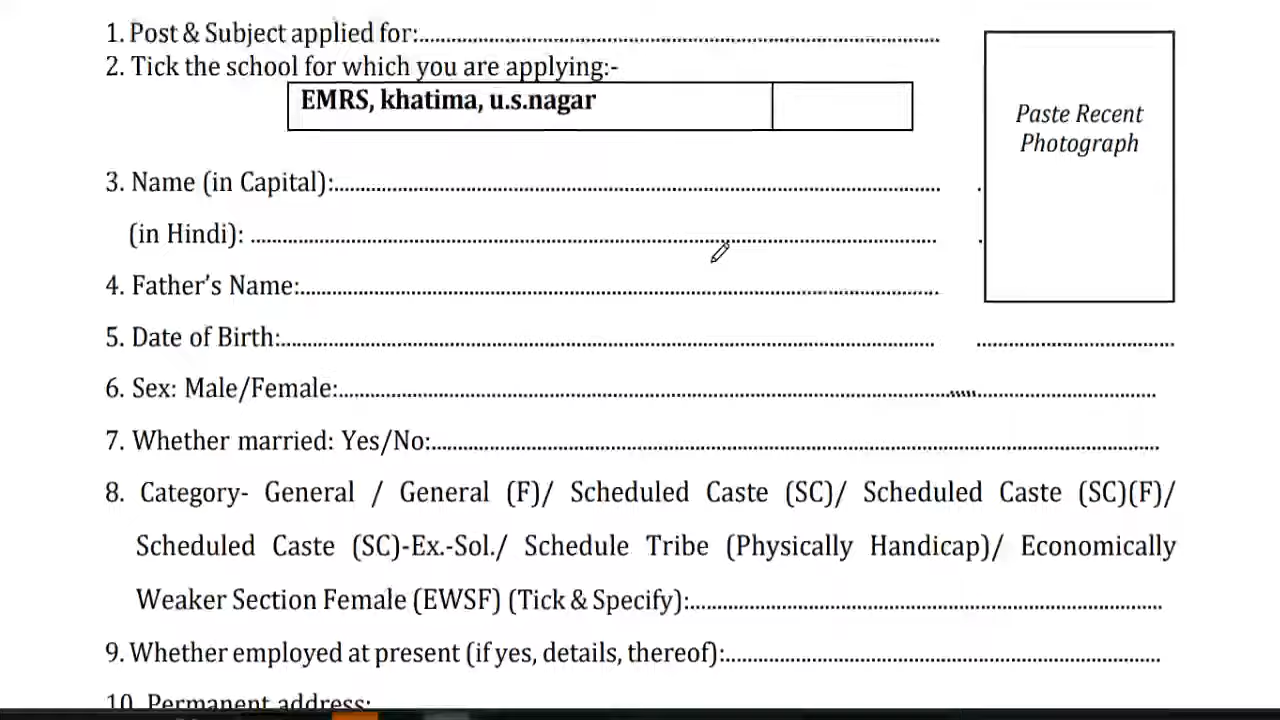 1. Post & Subject applied for:...............................................................................................
2. Tick the school for which you are applying:-
EMRS, khatima, u.s.nagar
Paste Recent
Photograph
3. Name (in Capital):...............................................................................................
(in Hindi): ...............................................................................................
4. Father’s Name:...............................................................................................
5. Date of Birth:...............................................................................................
6. Sex: Male/Female:...............................................................................................
7. Whether married: Yes/No:...............................................................................................
8. Category- General / General (F)/ Scheduled Caste (SC)/ Scheduled Caste (SC)(F)/
Scheduled Caste (SC)-Ex.-Sol./ Schedule Tribe (Physically Handicap)/ Economically
Weaker Section Female (EWSF) (Tick & Specify):...............................................................................................
9. Whether employed at present (if yes, details, thereof):...............................................................................................
10. Permanent address: